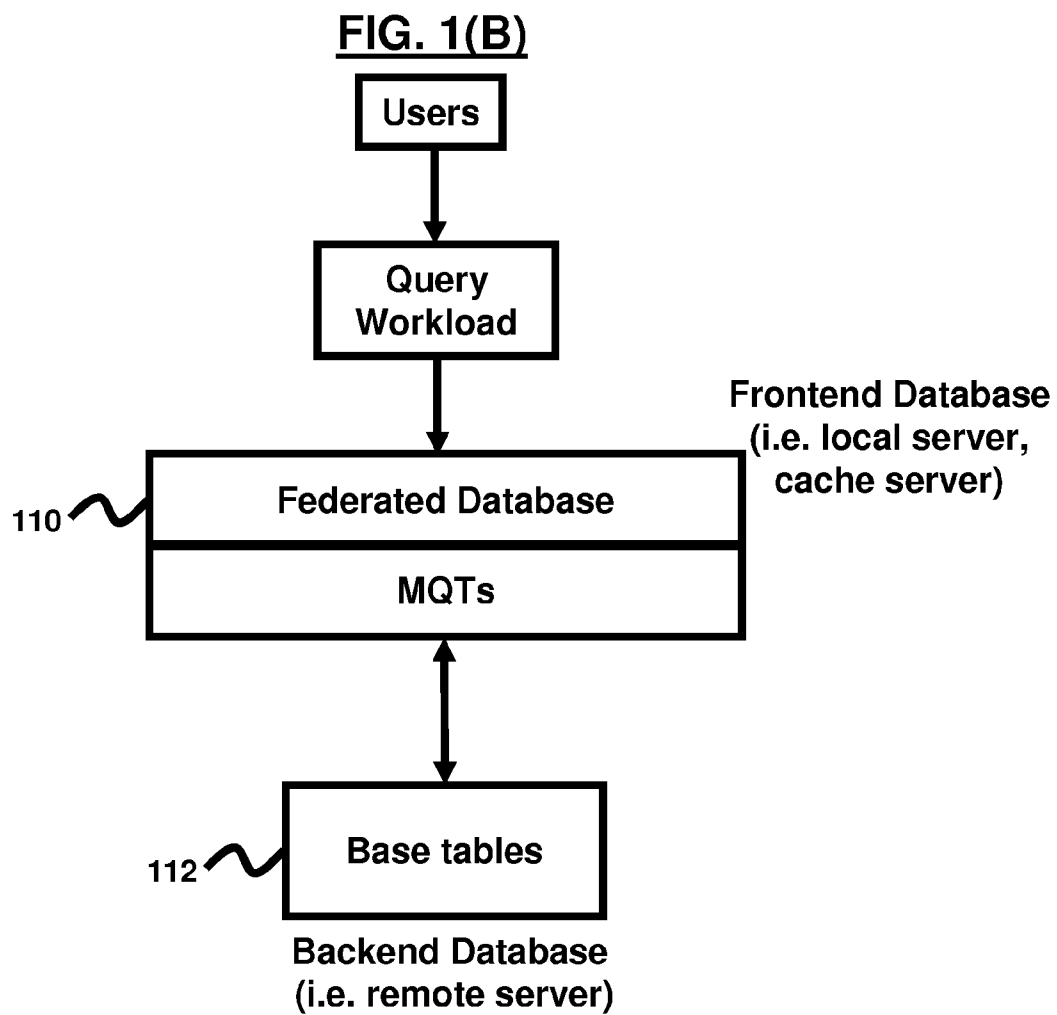 FIG. 1(B)
Users
Query
Workload
Frontend Database
(i.e. local server,
cache server)
Federated Database
110
MQTs
Base tables
112
Backend Database
(i.e. remote server)